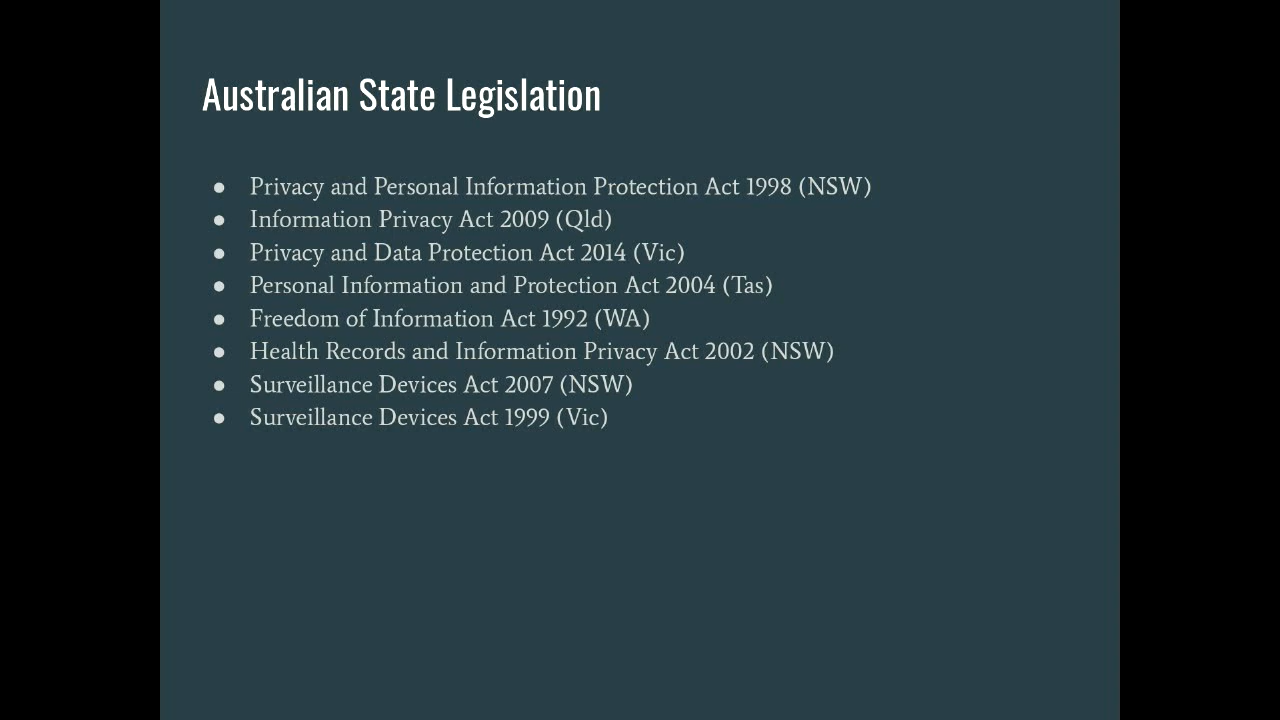 Australian State Legislation
● Privacy and Personal Information Protection Act 1998 (NSW)
● Information Privacy Act 2009 (Qld)
● Privacy and Data Protection Act 2014 (Vic)
● Personal Information and Protection Act 2004 (Tas)
● Freedom of Information Act 1992 (WA)
● Health Records and Information Privacy Act 2002 (NSW)
● Surveillance Devices Act 2007 (NSW)
● Surveillance Devices Act 1999 (Vic)